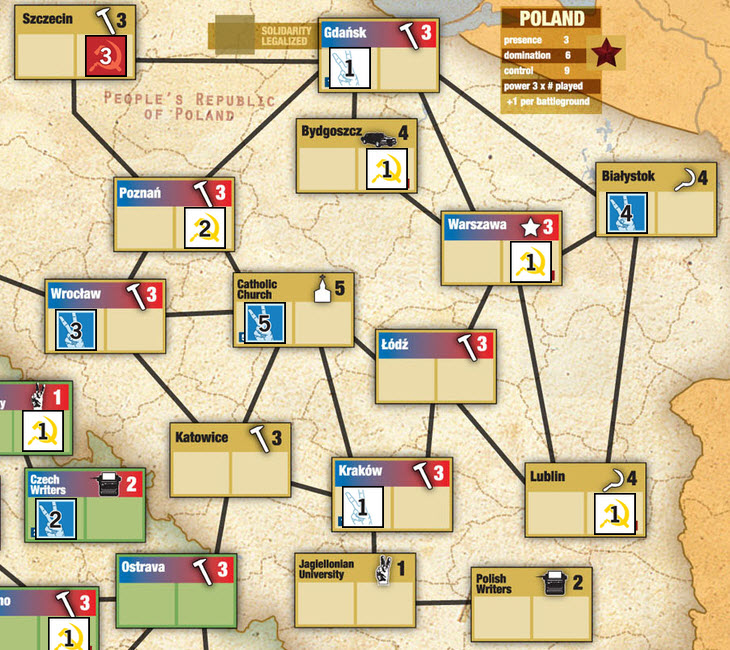 Szczecin 3
3
SOLIDARITY
LEGALIZED
Gdańsk 3
1
POLAND
presence 3
domination 6
control 9
power 3 x # played
+1 per battleground
PEOPLE'S REPUBLIC
OF POLAND
Bydgoszcz 4
1
Białystok 4
4
Poznań 3
2
Warszawa 3
1
Wrocław 3
3
Catholic
Church 5
5
Łódź 3
y 1
1
Katowice 3
Kraków 3
1
Lublin 4
1
Czech
Writers 2
2
Ostrava 3
Jagiellonian
University 1
Polish
Writers 2
no 3
1